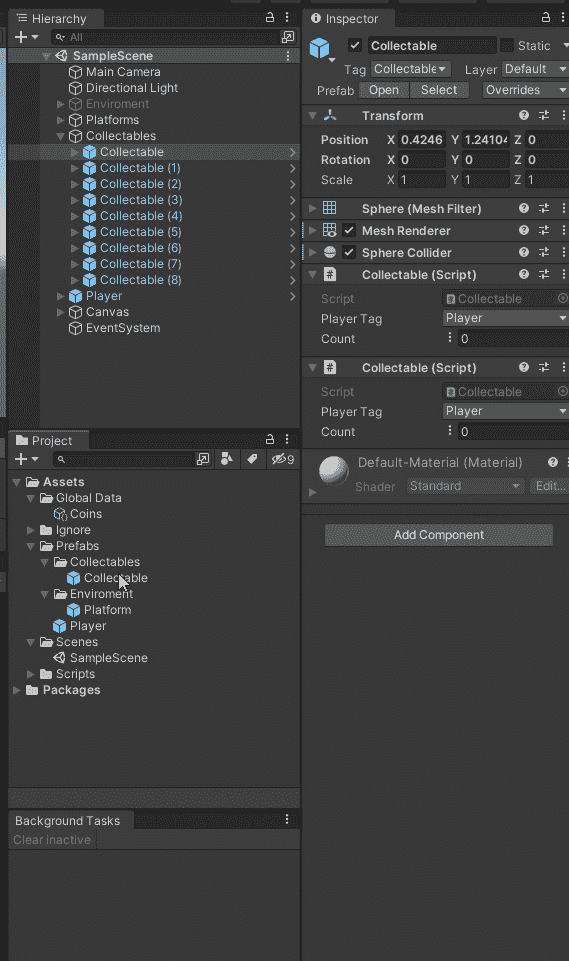 Hierarchy
All
SampleScene
Main Camera
Directional Light
Enviroment
Platforms
Collectables
Collectable
Collectable (1)
Collectable (2)
Collectable (3)
Collectable (4)
Collectable (5)
Collectable (6)
Collectable (7)
Collectable (8)
Player
Canvas
EventSystem
Project
9
Assets
Global Data
Coins
Ignore
Prefabs
Collectables
Collectable
Enviroment
Platform
Player
Scenes
SampleScene
Scripts
Packages
Background Tasks
Clear inactive
Inspector
Collectable Static
Tag Collectable Layer Default
Prefab Open Select Overrides
Transform
Position X 0.4246 Y 1.24104 Z 0
Rotation X 0 Y 0 Z 0
Scale X 1 Y 1 Z 1
Sphere (Mesh Filter)
Mesh Renderer
Sphere Collider
# Collectable (Script)
Script # Collectable
Player Tag Player
Count 0
# Collectable (Script)
Script # Collectable
Player Tag Player
Count 0
Default-Material (Material)
Shader Standard Edit...
Add Component